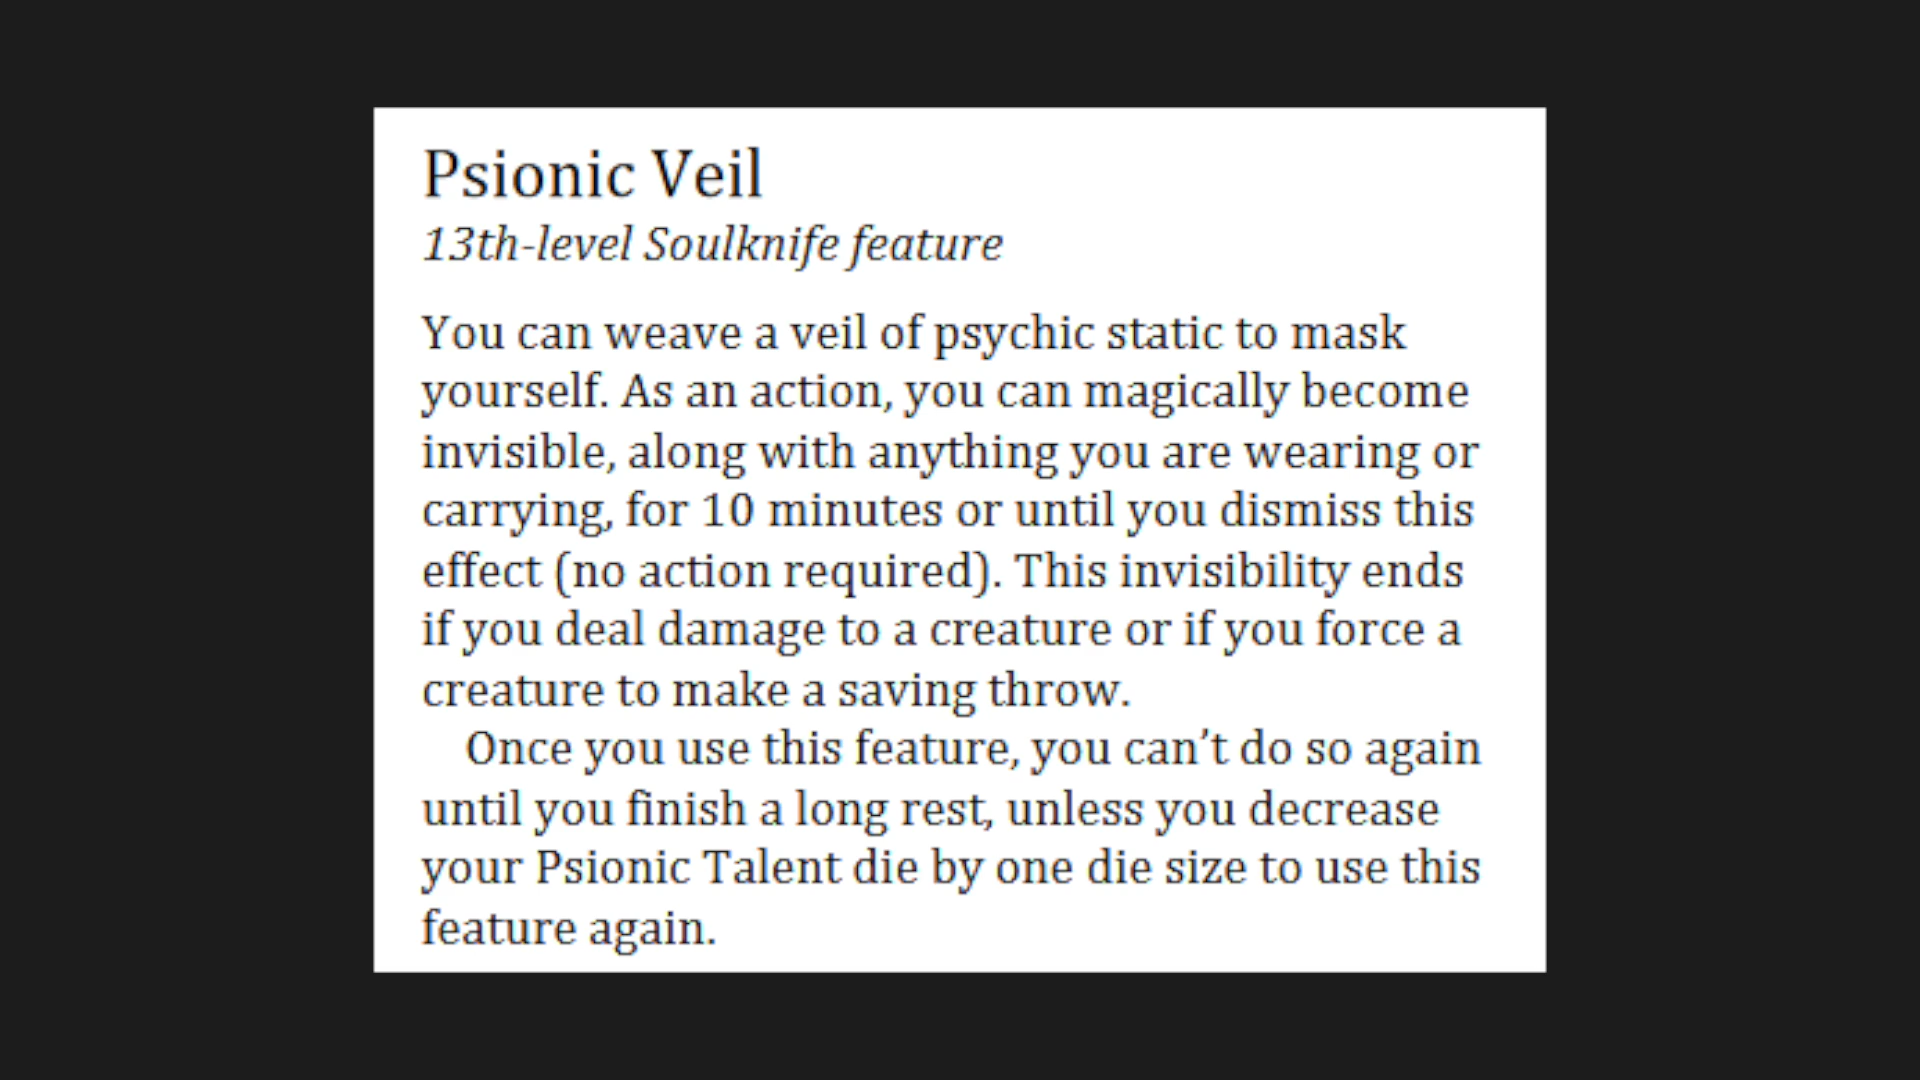 Psionic Veil
13th-level Soulknife feature
You can weave a veil of psychic static to mask
yourself. As an action, you can magically become
invisible, along with anything you are wearing or
carrying, for 10 minutes or until you dismiss this
effect (no action required). This invisibility ends
if you deal damage to a creature or if you force a
creature to make a saving throw.
Once you use this feature, you can’t do so again
until you finish a long rest, unless you decrease
your Psionic Talent die by one die size to use this
feature again.